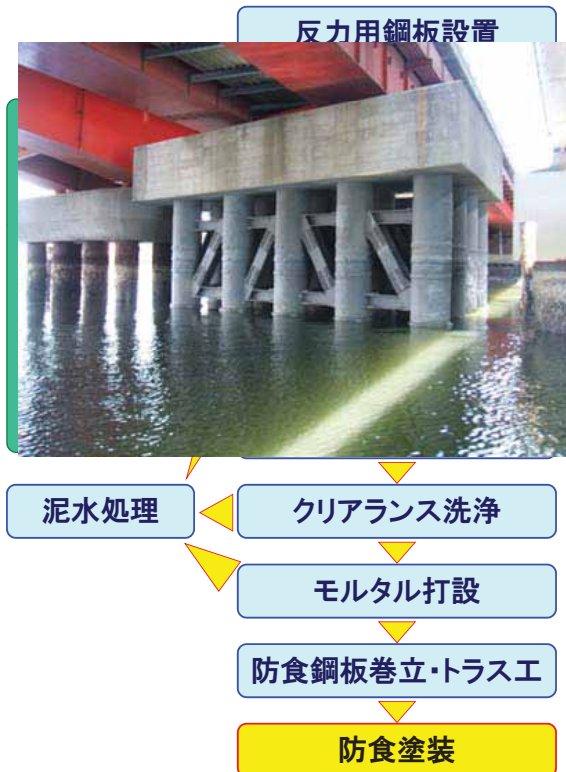 反力用鋼板設置
泥水処理
クリアランス洗浄
モルタル打設
防食鋼板巻立・トラス工
防食塗装